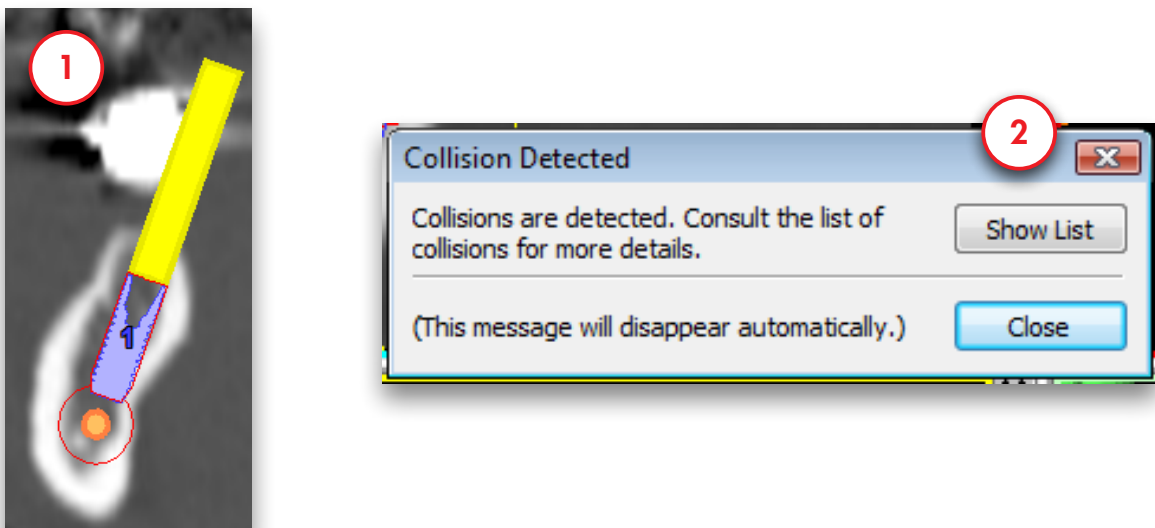 1
1
2
Collision Detected
Collisions are detected. Consult the list of
collisions for more details.
Show List
(This message will disappear automatically.)
Close